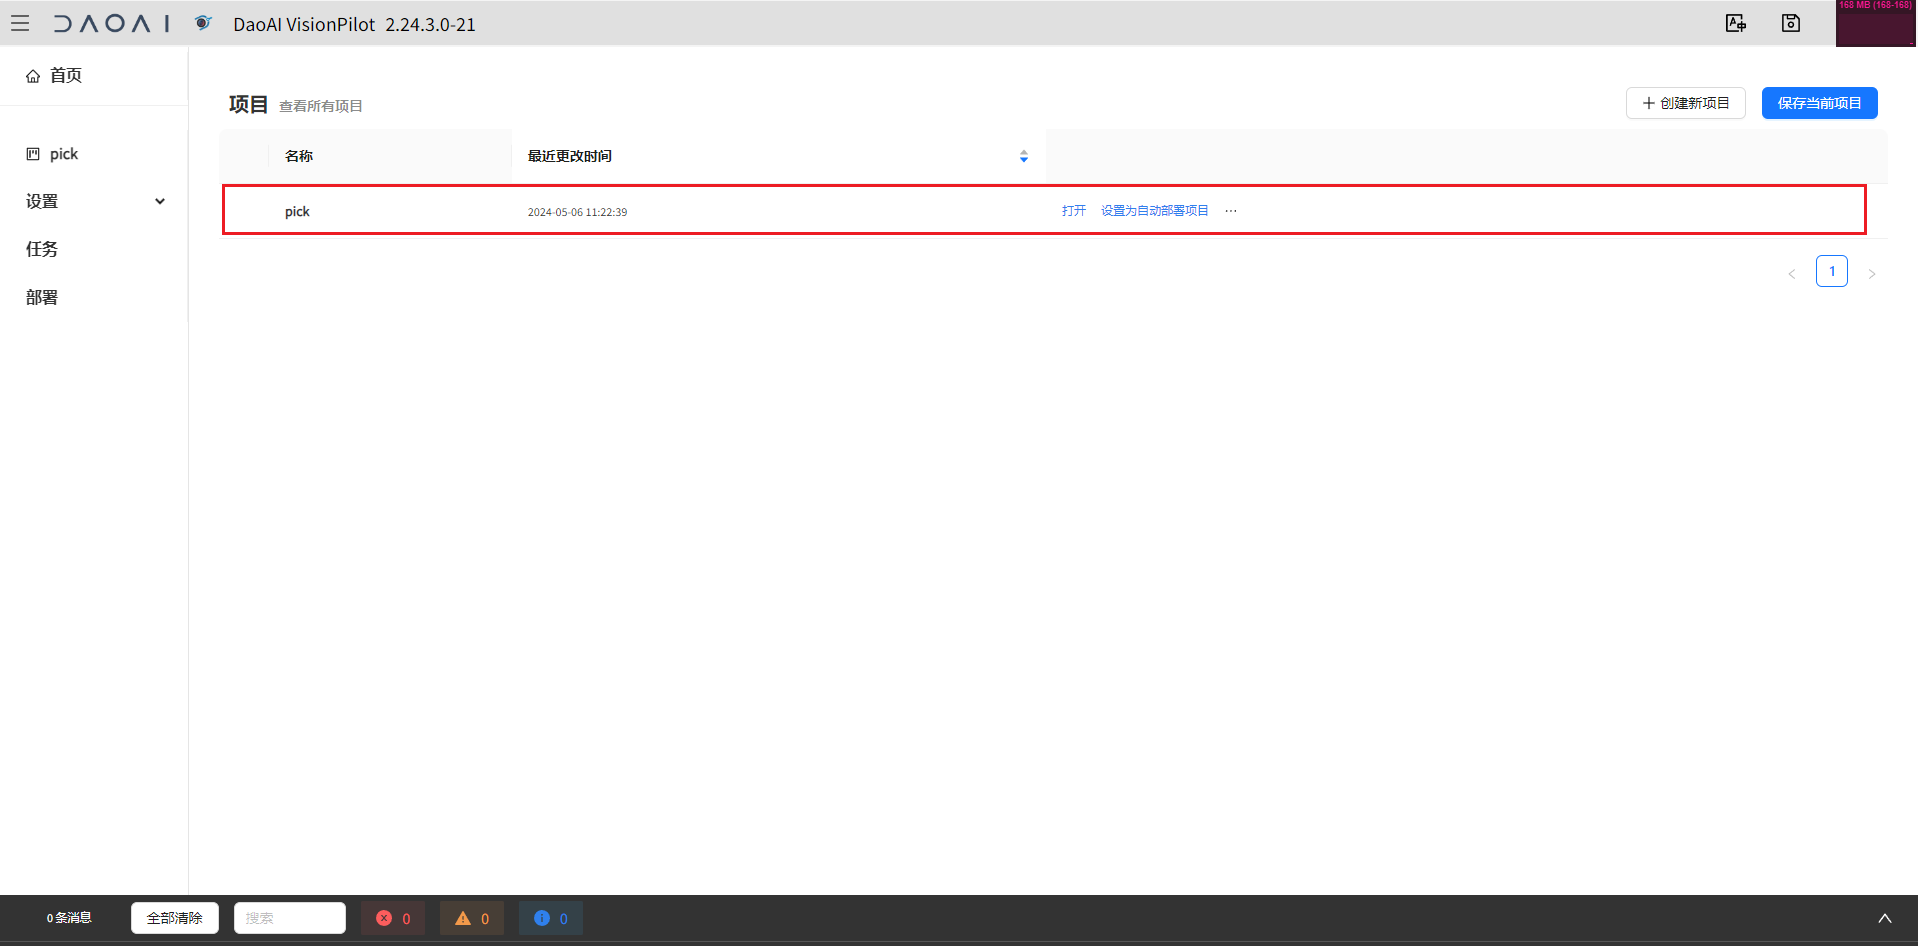 DAOAI DaoAI VisionPilot 2.24.3.0-21
168 MB (168-168)
首页
项目 查看所有项目
创建新项目
保存当前项目
pick
设置
任务
部署
名称 最近更改时间
pick 2024-05-06 11:22:39 打开 设置为自动部署项目 ...
< 1 >
0 条消息 全部清除 搜索 0 0 0